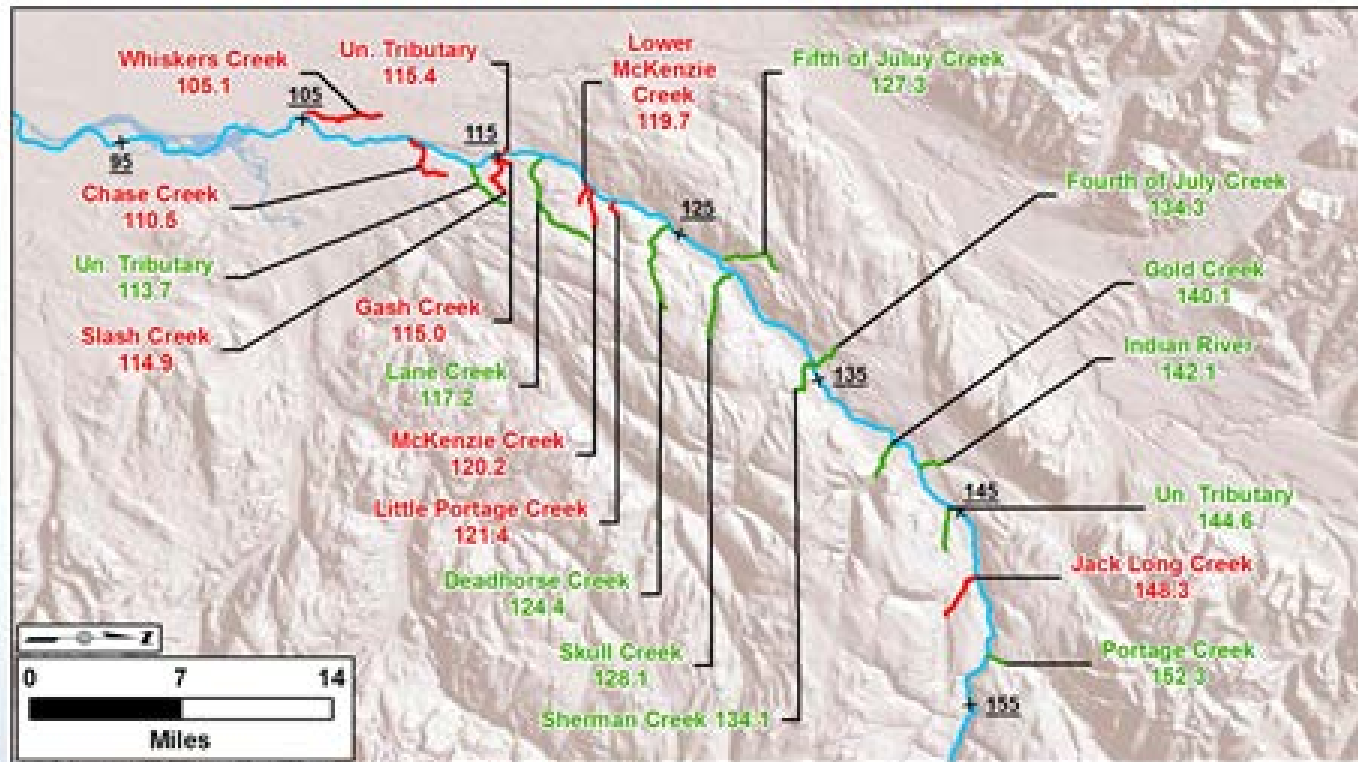 Whiskers Creek
105.1
Un. Tributary
115.4
Lower
McKenzie
Creek
119.7
Fifth of Juluy Creek
127.3
105
95
115
125
Chase Creek
110.5
Un. Tributary
113.7
Slash Creek
114.9
Gash Creek
115.0
Lane Creek
117.2
McKenzie Creek
120.2
Little Portage Creek
121.4
Deadhorse Creek
124.4
Skull Creek
128.1
Sherman Creek 134.1
Fourth of July Creek
134.3
Gold Creek
140.1
Indian River
142.1
135
145
Un. Tributary
144.6
Jack Long Creek
148.3
Portage Creek
152.3
155
Z
0 7 14
Miles